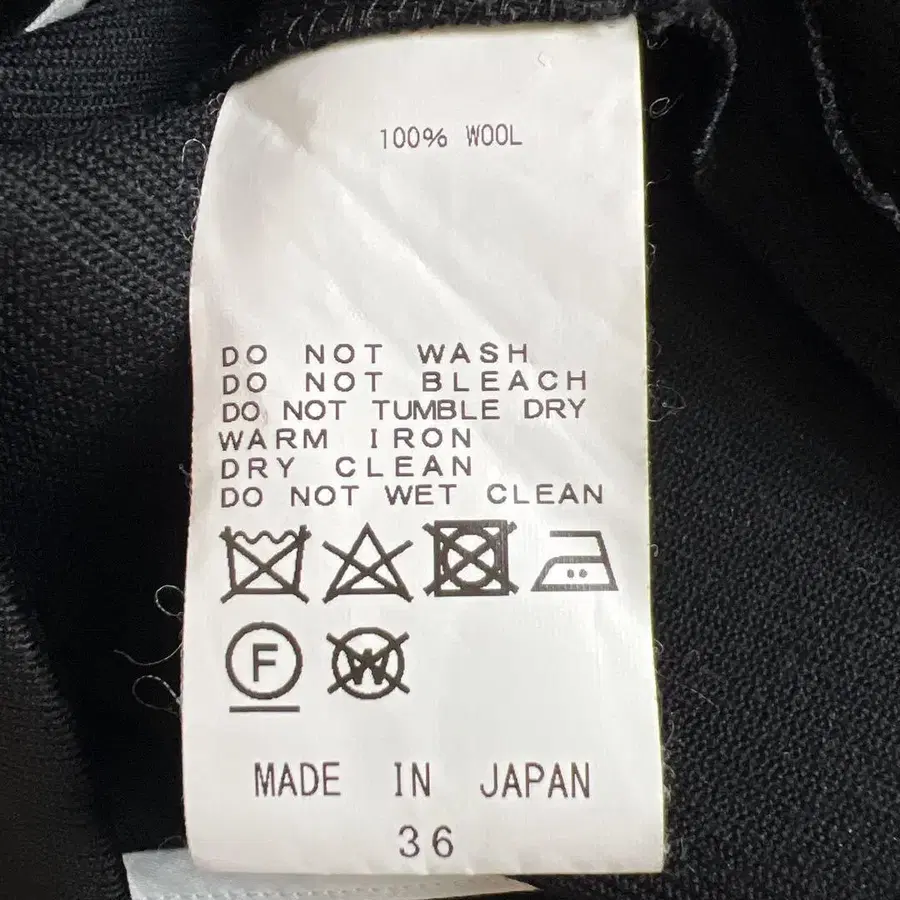 100% WOOL
DO NOT WASH
DO NOT BLEACH
DO NOT TUMBLE DRY
WARM IRON
DRY CLEAN
DO NOT WET CLEAN
F W
MADE IN JAPAN
36